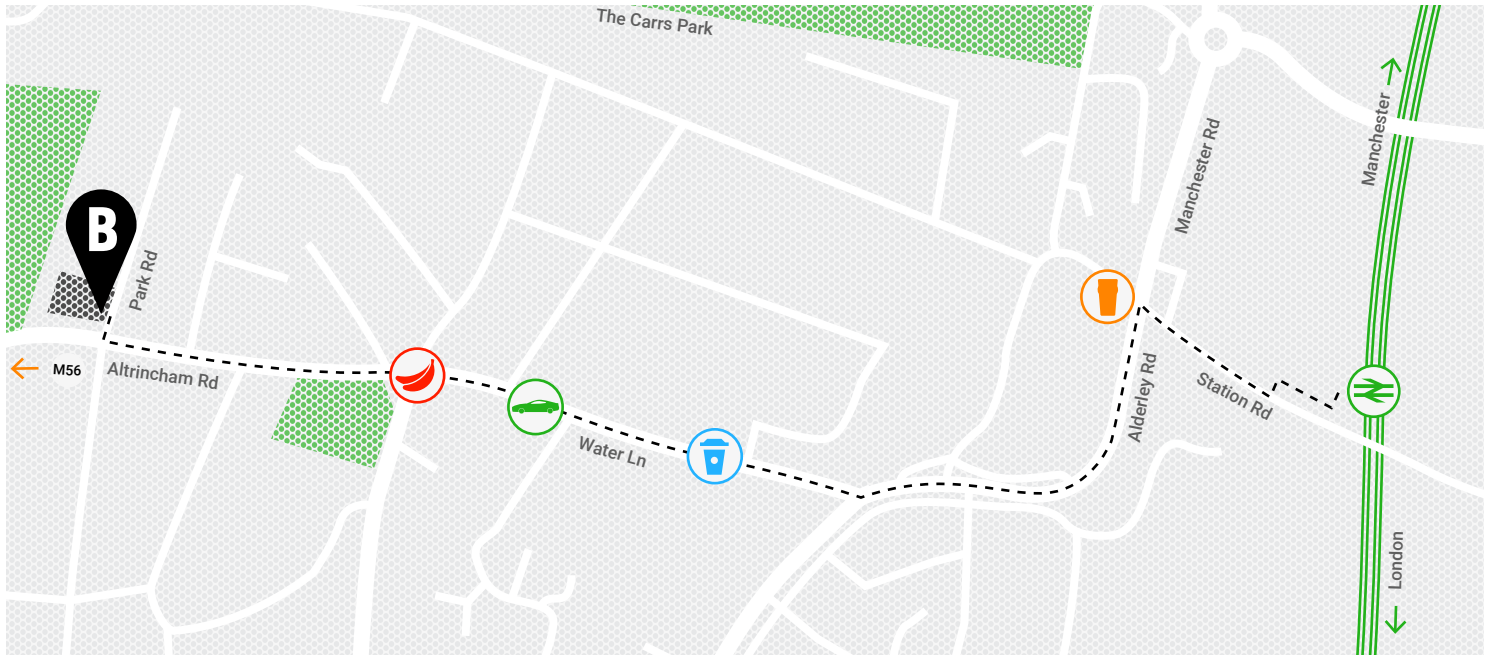 The Carrs Park
Manchester
Manchester Rd
B
Park Rd
M56
Altrincham Rd
Water Ln
Alderley Rd
Station Rd
London